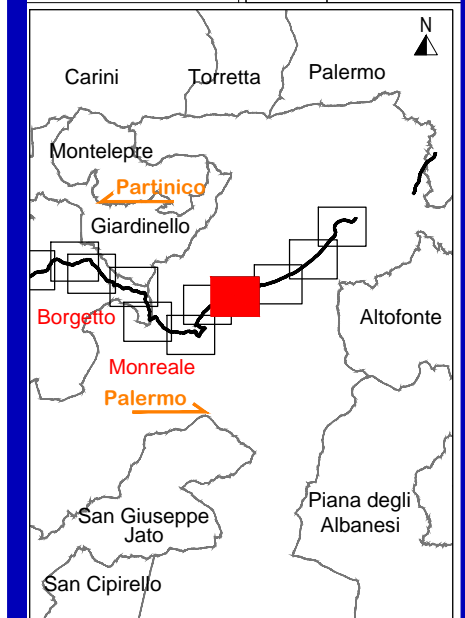 N
Carini
Torretta
Palermo
Montelepre
Partinico
Giardinello
Borgetto
Altofonte
Monreale
Palermo
San Giuseppe
Jato
Piana degli
Albanesi
San Cipirello